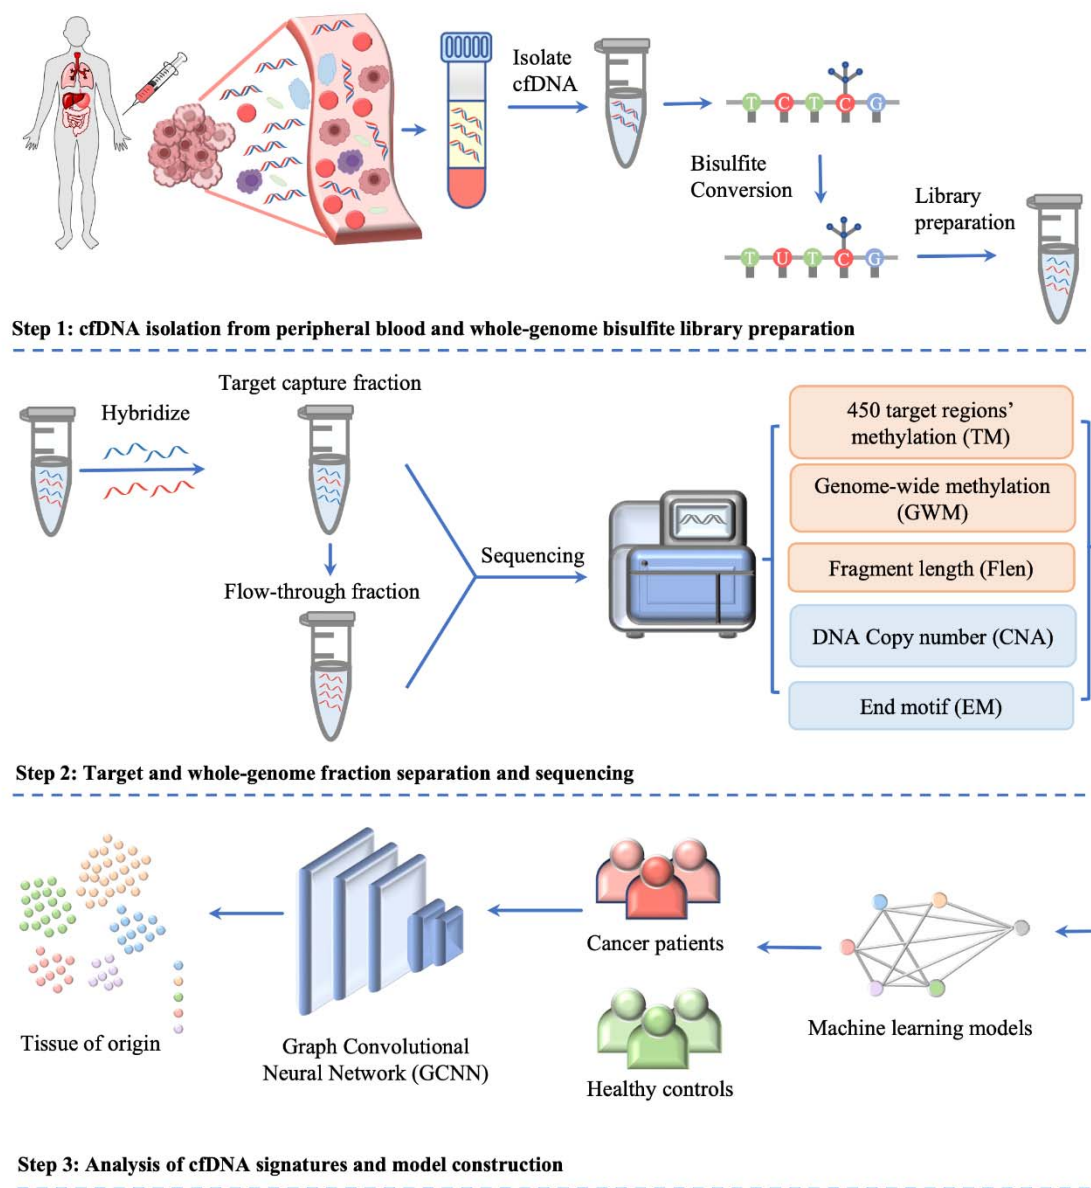 Isolate
cfDNA
T C T C G
Bisulfite
Conversion
Library
preparation
T U T C G
Step 1: cfDNA isolation from peripheral blood and whole-genome bisulfite library preparation
Target capture fraction
Hybridize
Flow-through fraction
Sequencing
450 target regions’
methylation (TM)
Genome-wide methylation
(GWM)
Fragment length (Flen)
DNA Copy number (CNA)
End motif (EM)
Step 2: Target and whole-genome fraction separation and sequencing
Tissue of origin
Graph Convolutional
Neural Network (GCNN)
Cancer patients
Healthy controls
Machine learning models
Step 3: Analysis of cfDNA signatures and model construction